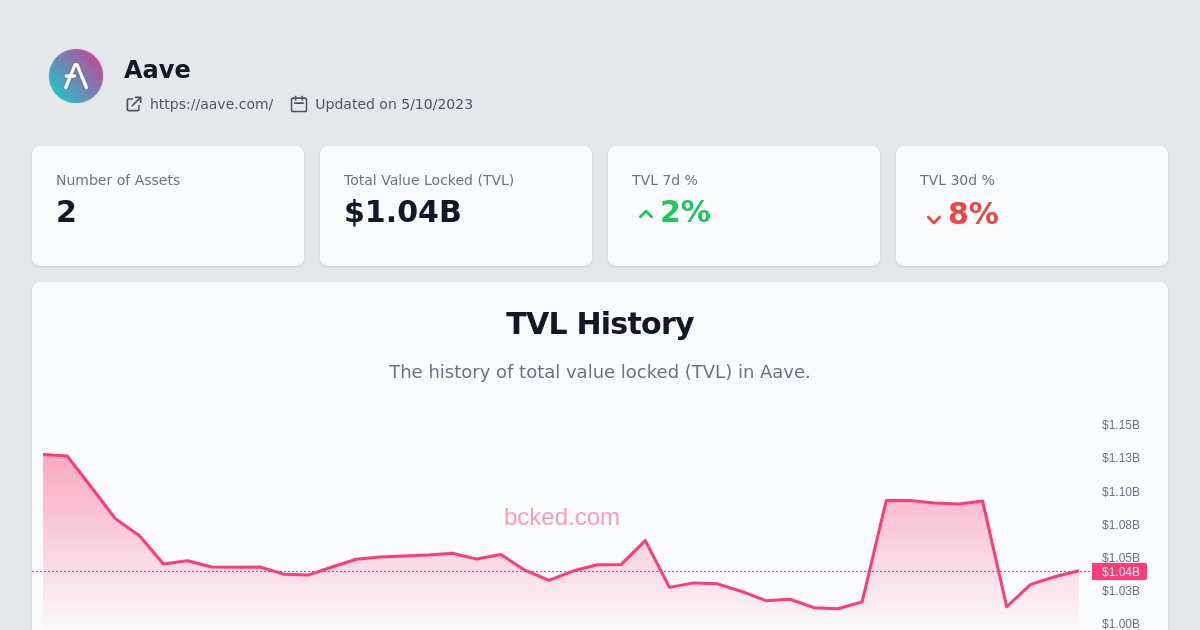 Aave
https://aave.com/ Updated on 5/10/2023
Number of Assets
2
Total Value Locked (TVL)
$1.04B
TVL 7d %
2%
TVL 30d %
8%
TVL History
The history of total value locked (TVL) in Aave.
bcked.com
$1.15B
$1.13B
$1.10B
$1.08B
$1.05B
$1.04B
$1.03B
$1.00B